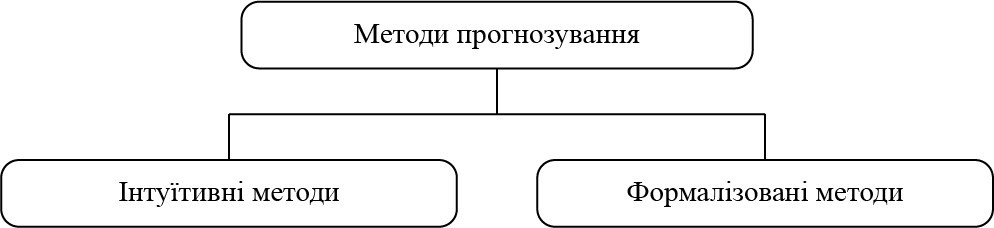 Методи прогнозування
Інтуїтивні методи
Формалізовані методи